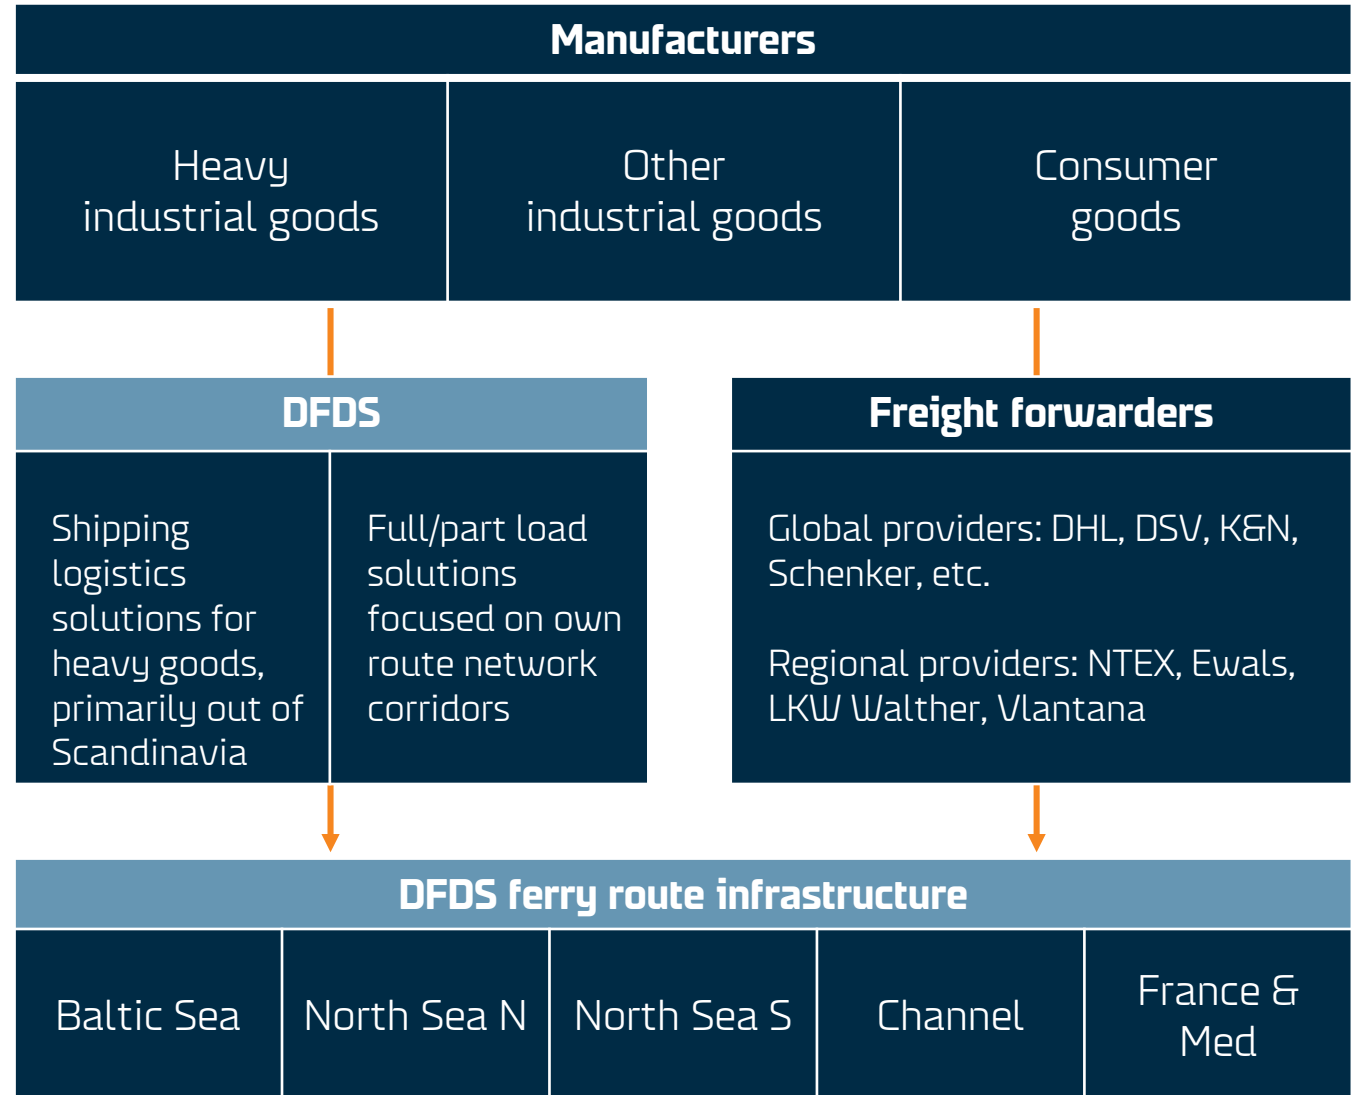 Manufacturers
Heavy
industrial goods
Other
industrial goods
Consumer
goods
DFDS
Shipping
logistics
solutions for
heavy goods,
primarily out of
Scandinavia
Full/part load
solutions
focused on own
route network
corridors
Freight forwarders
Global providers: DHL, DSV, K&N,
Schenker, etc.
Regional providers: NTEX, Ewals,
LKW Walther, Vlantana
DFDS ferry route infrastructure
Baltic Sea
North Sea N
North Sea S
Channel
France &
Med